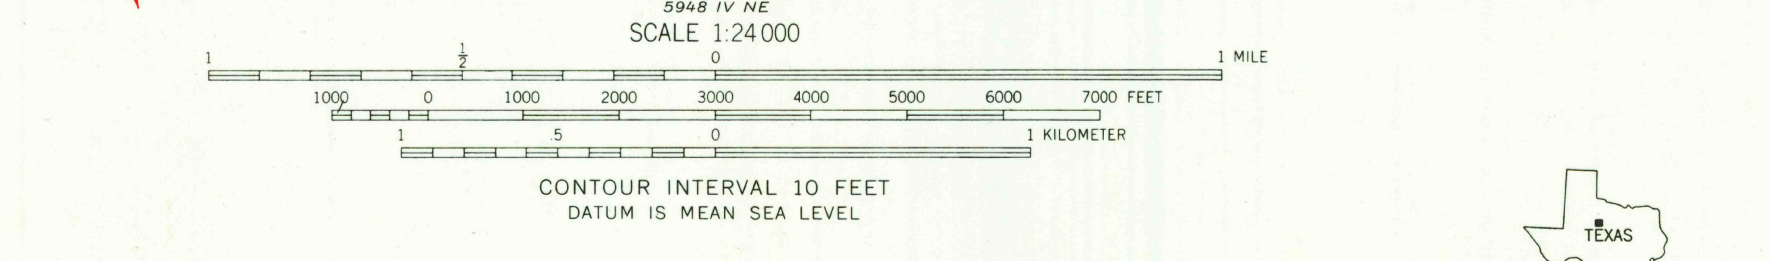 5948 IV NE
SCALE 1:24 000
1 1/2 0 1 MILE
1000 0 1000 2000 3000 4000 5000 6000 7000 FEET
1 .5 0 1 KILOMETER
CONTOUR INTERVAL 10 FEET
DATUM IS MEAN SEA LEVEL
TEXAS